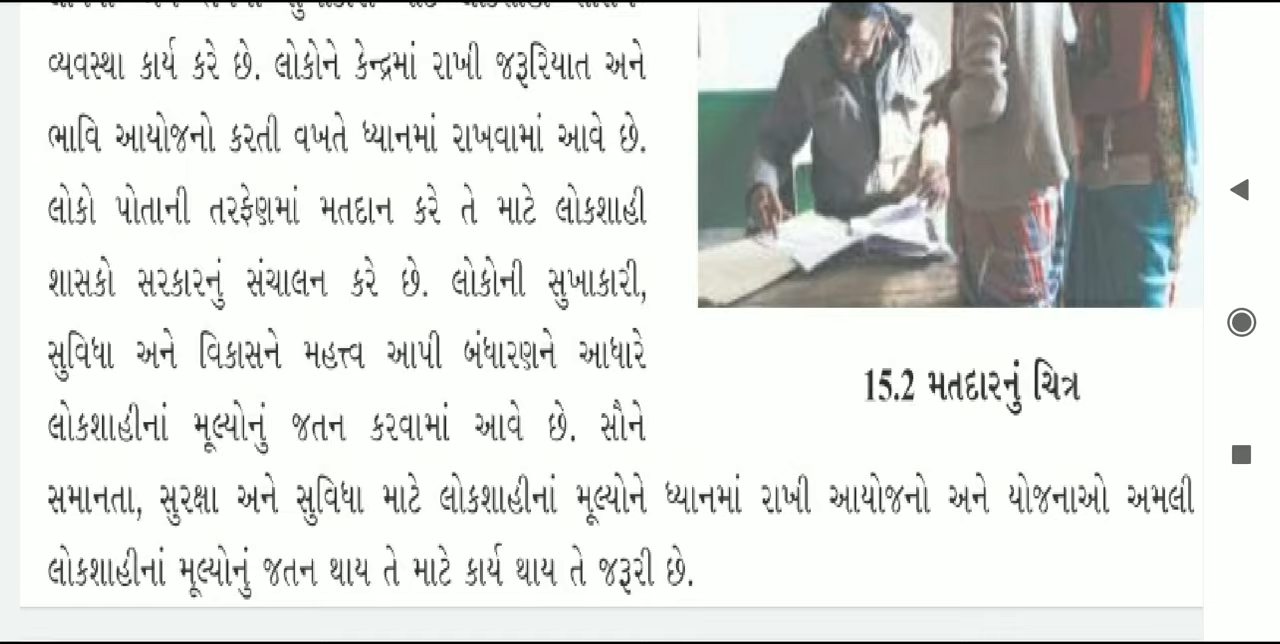 વ્યવસ્થા કાર્ય કરે છે. લોકોને કેન્દ્રમાં રાખી જરૂરિયાત અને
ભાવિ આયોજનો કરતી વખતે ધ્યાનમાં રાખવામાં આવે છે.
લોકો પોતાની તરફેણમાં મતદાન કરે તે માટે લોકશાહી
શાસકો સરકારનું સંચાલન કરે છે. લોકોની સુખાકારી,
સુવિધા અને વિકાસને મહત્ત્વ આપી બંધારણને આધારે
લોકશાહીનાં મૂલ્યોનું જતન કરવામાં આવે છે. સૌને
સમાનતા, સુરક્ષા અને સુવિધા માટે લોકશાહીનાં મૂલ્યોને ધ્યાનમાં રાખી આયોજનો અને યોજનાઓ અમલી
લોકશાહીનાં મૂલ્યોનું જતન થાય તે માટે કાર્ય થાય તે જરૂરી છે.
15.2 મતદારનું ચિત્ર